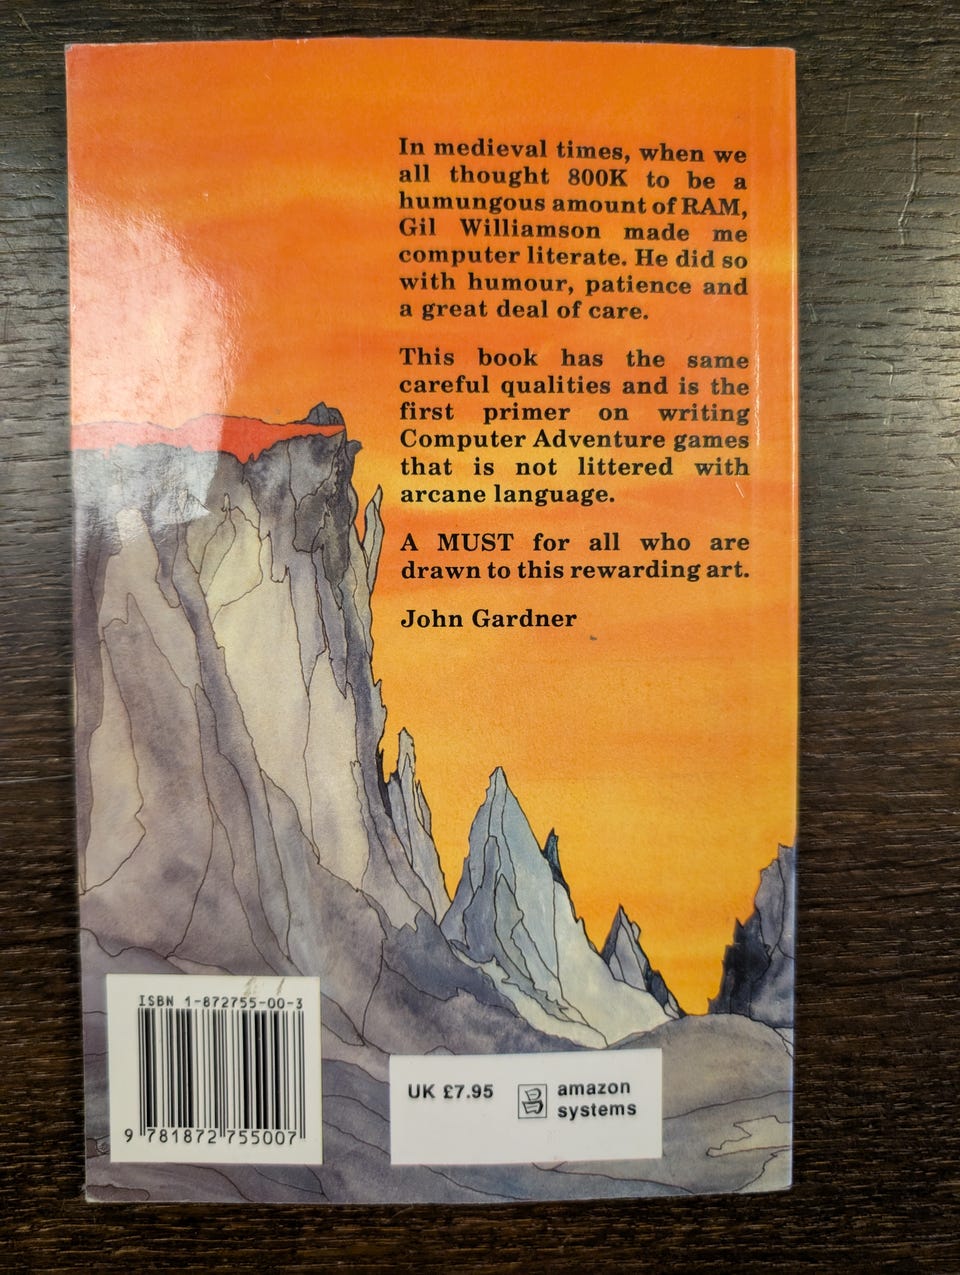 In medieval times, when we
all thought 800K to be a
humungous amount of RAM,
Gil Williamson made me
computer literate. He did so
with humour, patience and
a great deal of care.
This book has the same
careful qualities and is the
first primer on writing
Computer Adventure games
that is not littered with
arcane language.
A MUST for all who are
drawn to this rewarding art.
John Gardner
ISBN 1-872755-00-3
9 781872 755007
UK £7.95
amazon
systems